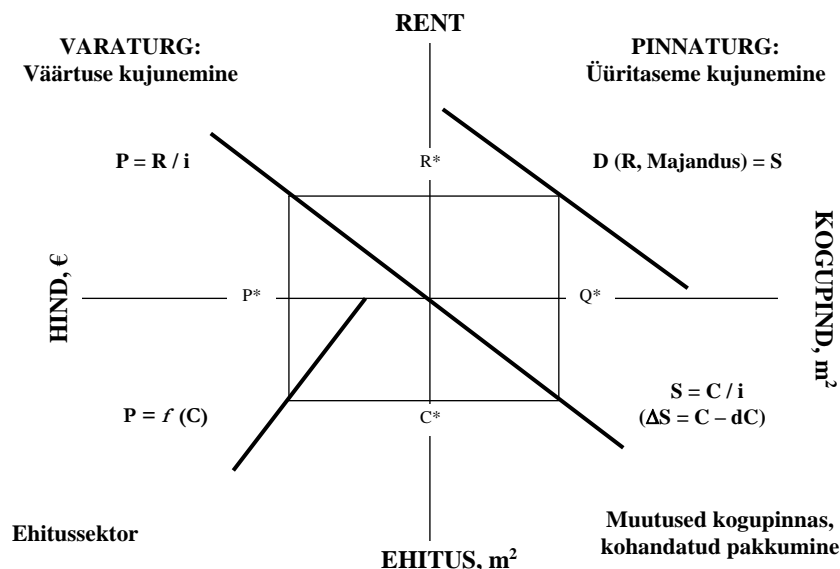 RENT
VARATURG:
Väärtuse kujunemine
PINNATURG:
Üüritaseme kujunemine
P = R / i
R*
D (R, Majandus) = S
HIND, €
P*
Q*
KOGUPIND, m²
P = f (C)
C*
S = C / i
(ΔS = C – dC)
Ehitussektor
Muutused kogupinnas,
kohandatud pakkumine
EHITUS, m²